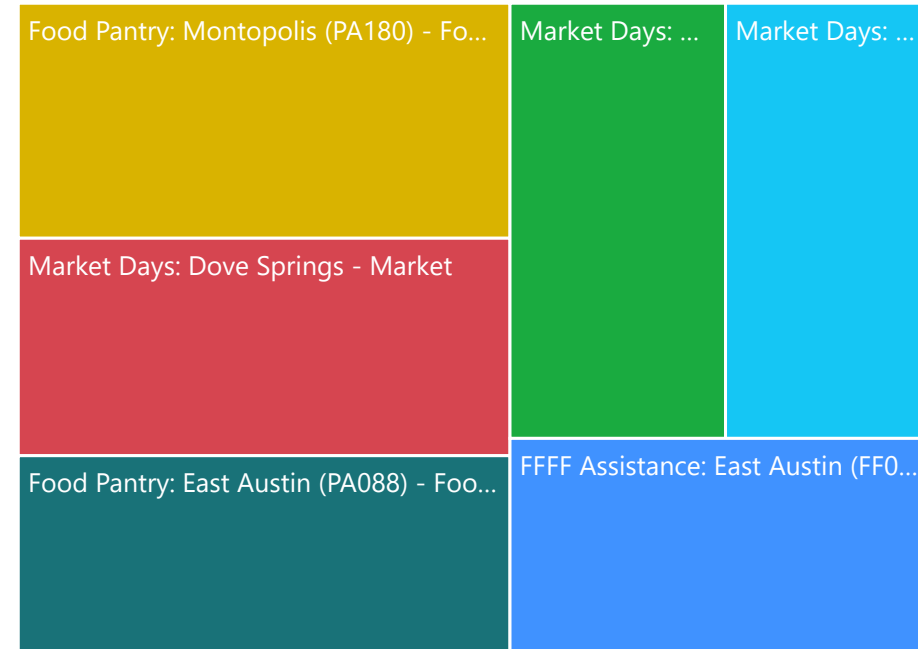 Food Pantry: Montopolis (PA180) - Fo...
Market Days: ...
Market Days: ...
Market Days: Dove Springs - Market
Food Pantry: East Austin (PA088) - Foo...
FFFF Assistance: East Austin (FF0...